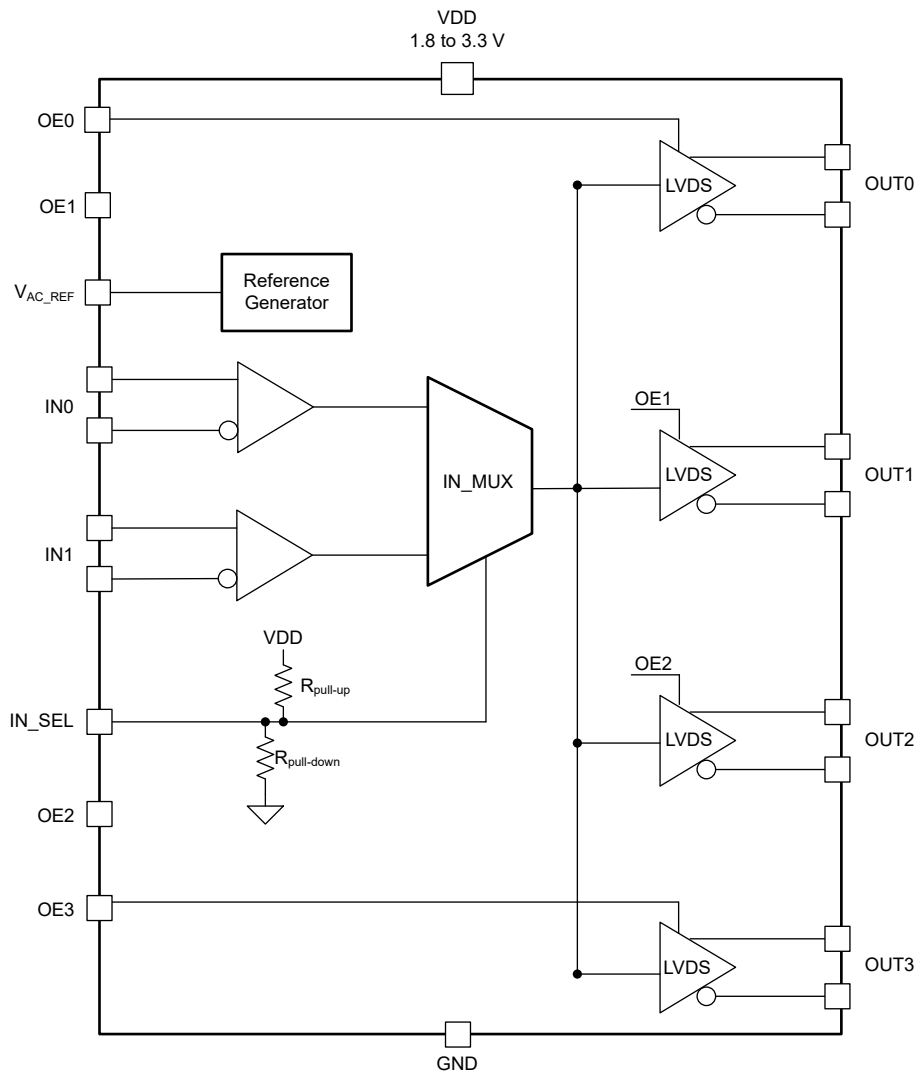 VDD
1.8 to 3.3 V
OE0
LVDS
OUT0
OE1
Reference
Generator
VAC_REF
IN0
OE1
LVDS
OUT1
IN_MUX
IN1
VDD
Rpull-up
OE2
IN_SEL
LVDS
OUT2
Rpull-down
OE2
OE3
LVDS
OUT3
GND